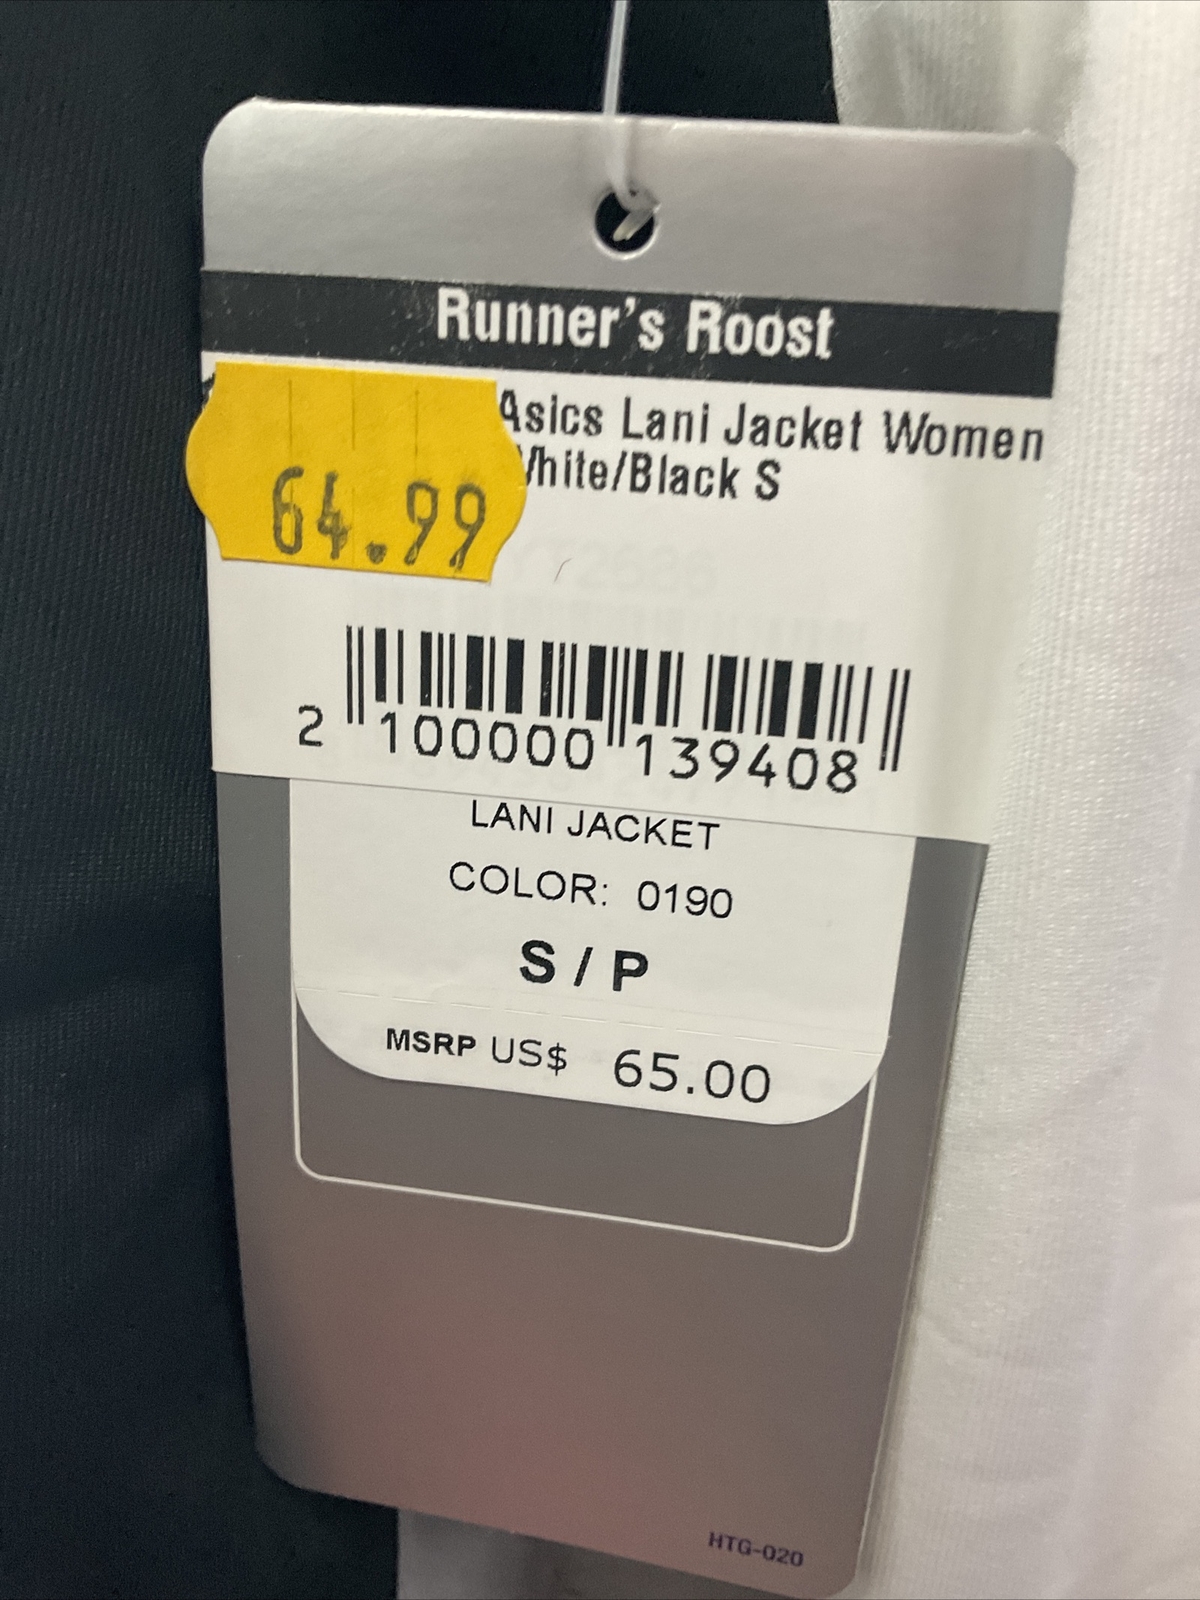 Runner's Roost
Asics Lani Jacket Women
White/Black S
64.99
YT2688
2 100000 139408
LANI JACKET
COLOR: 0190
S / P
MSRP US$ 65.00
HTG-020